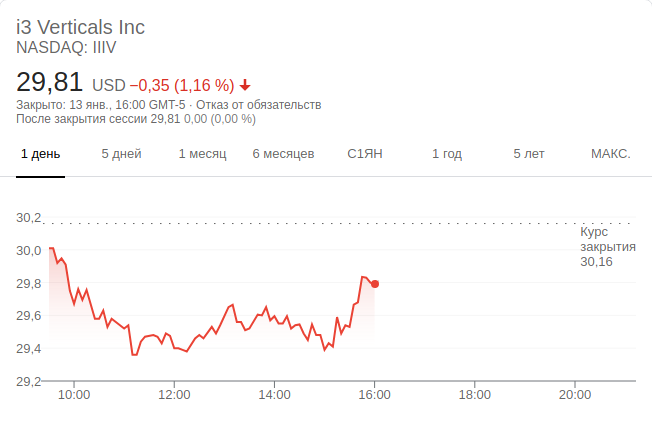 i3 Verticals Inc
NASDAQ: IIIV
29,81 USD −0,35 (1,16 %)
Закрыто: 13 янв., 16:00 GMT-5 · Отказ от обязательств
После закрытия сессии 29,81 0,00 (0,00 %)
1 день 5 дней 1 месяц 6 месяцев С1ЯН 1 год 5 лет МАКС.
30,2
Курс
закрытия
30,16
30,0
29,8
29,6
29,4
29,2
10:00 12:00 14:00 16:00 18:00 20:00